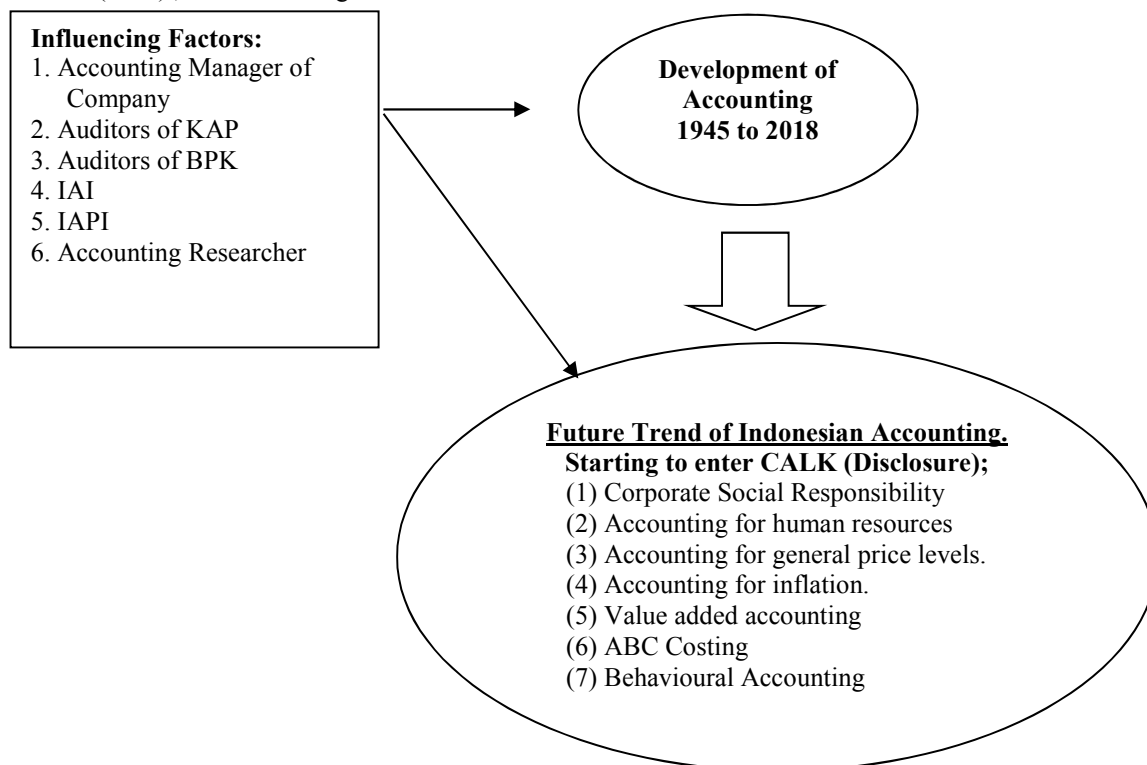 Influencing Factors:
1. Accounting Manager of
Company
2. Auditors of KAP
3. Auditors of BPK
4. IAI
5. IAPI
6. Accounting Researcher
Development of
Accounting
1945 to 2018
Future Trend of Indonesian Accounting.
Starting to enter CALK (Disclosure);
(1) Corporate Social Responsibility
(2) Accounting for human resources
(3) Accounting for general price levels.
(4) Accounting for inflation.
(5) Value added accounting
(6) ABC Costing
(7) Behavioural Accounting